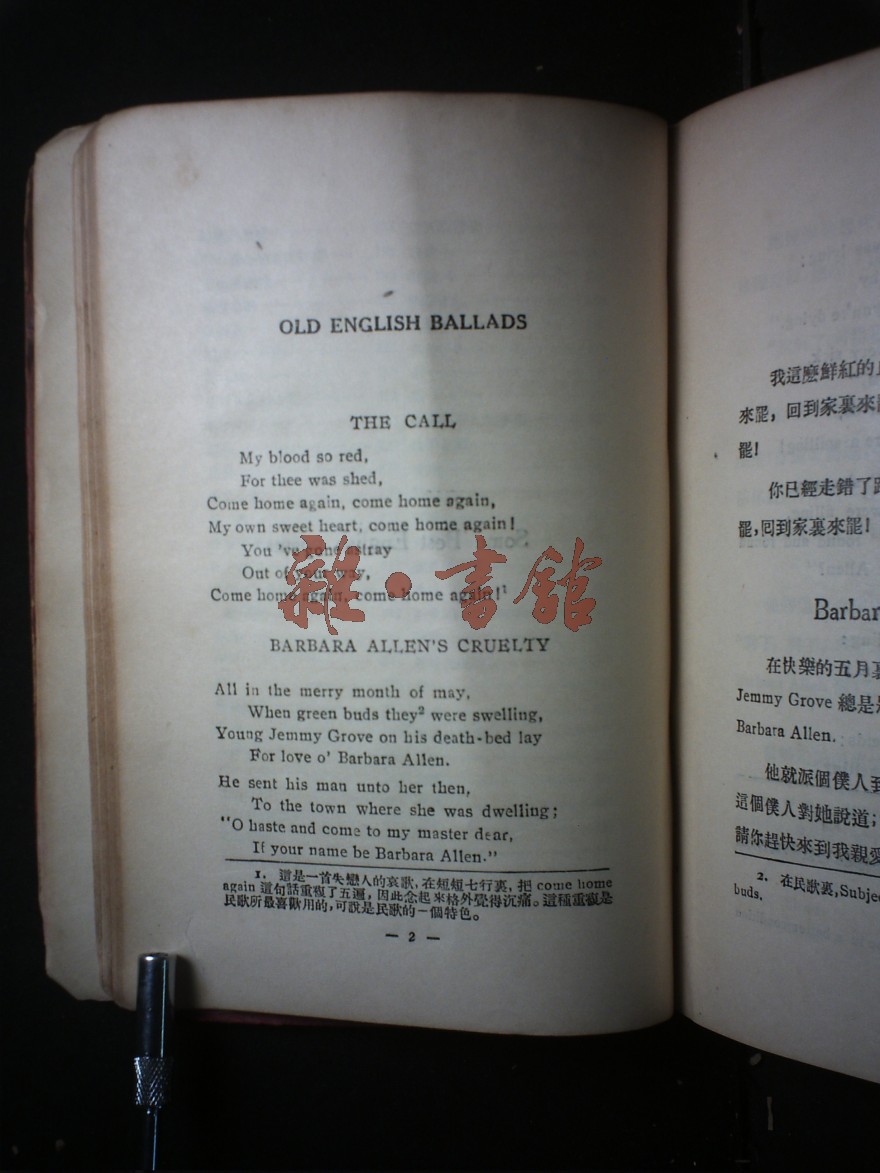 OLD ENGLISH BALLADS
THE CALL
My blood so red,
For thee was shed,
Come home again, come home again,
My own sweet heart, come home again!
You 've gone astray
Out of your way,
Come home again, come home again!¹
BARBARA ALLEN'S CRUELTY
All in the merry month of may,
When green buds they² were swelling,
Young Jemmy Grove on his death-bed lay
For love o' Barbara Allen.
He sent his man unto her then,
To the town where she was dwelling;
"O haste and come to my master dear,
If your name be Barbara Allen."
1. 這是一首失戀人的哀歌，在短短七行裏，把 come home
again 這句話重複了五遍，因此念起來格外覺得沉痛。這種重複是
民歌所最喜歡用的，可說是民歌的一個特色。
— 2 —
雜·書館
我這麽鮮紅的
來罷，回到家裏來
罷！
你已經走錯了
罷，回到家裏來罷！
Barbar
在快樂的五月裏
Jemmy Grove 總是
Barbara Allen.
他就派個僕人到
這個僕人對她說道；
請你趕快來到我親愛
2. 在民歌裏，Subjec
buds.